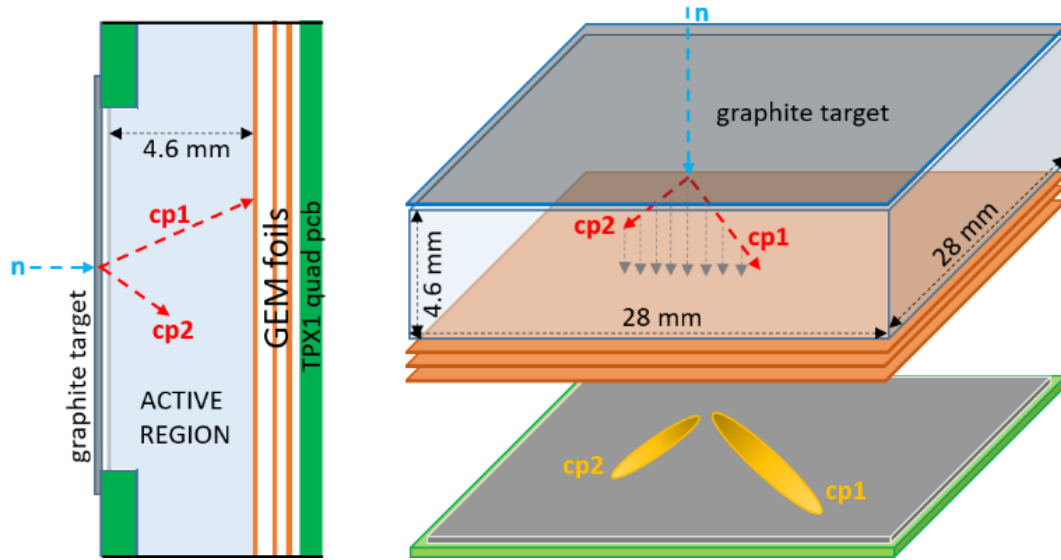 4.6 mm
cp1
n
cp2
graphite target
ACTIVE
REGION
GEM foils
TPX1 quad pcb
n
graphite target
cp2
cp1
4.6 mm
28 mm
28 mm
cp2
cp1